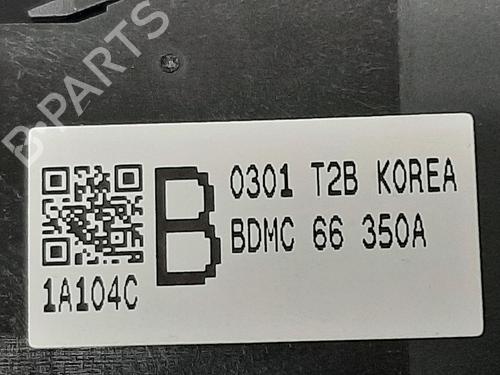 B-PARTS
0301 T2B KOREA
B
BDMC 66 350A
1A104C